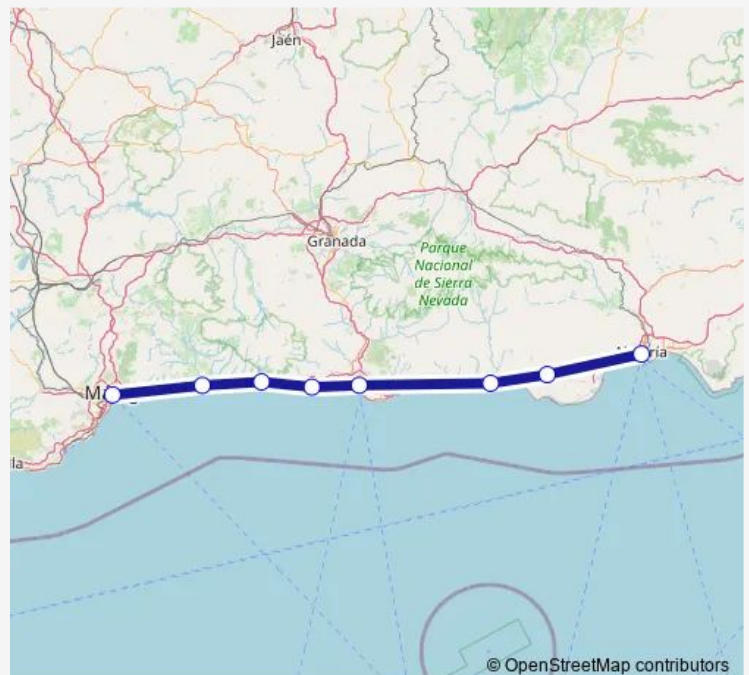 Jaén
Granada
Parque
Nacional
de Sierra
Nevada
© OpenStreetMap contributors